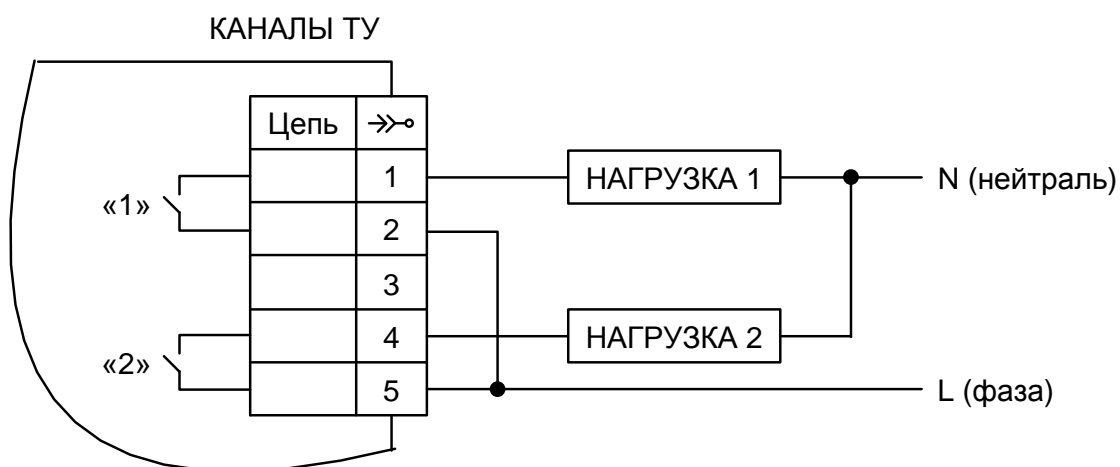 КАНАЛЫ ТУ
Цепь
1
НАГРУЗКА 1
N (нейтраль)
«1»
2
3
4
НАГРУЗКА 2
«2»
5
L (фаза)